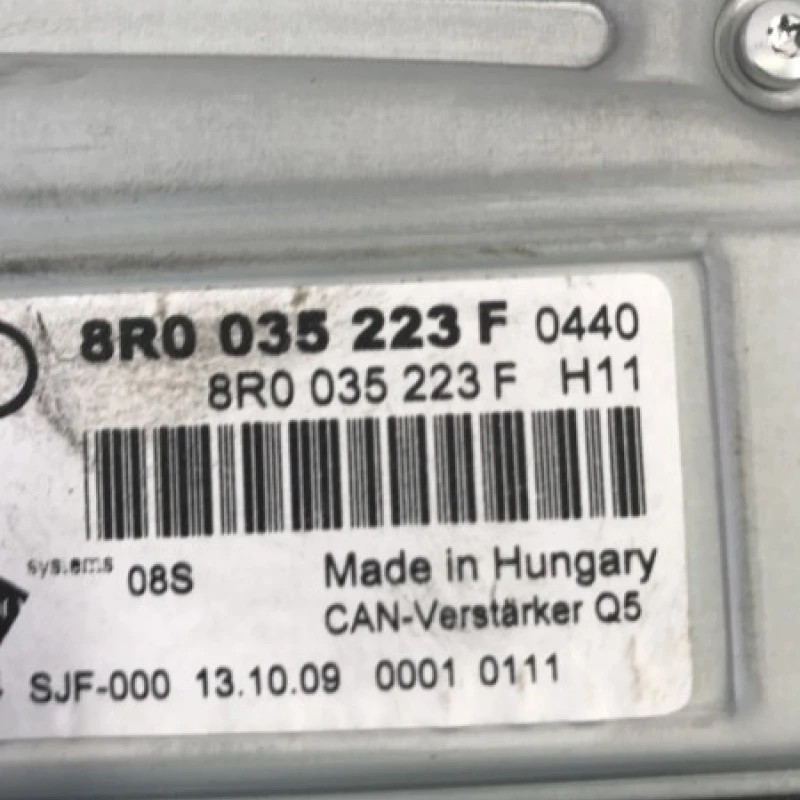 8R0 035 223 F 0440
8R0 035 223 F H11
08S Made in Hungary
CAN-Verstärker Q5
SJF-000 13.10.09 0001 0111